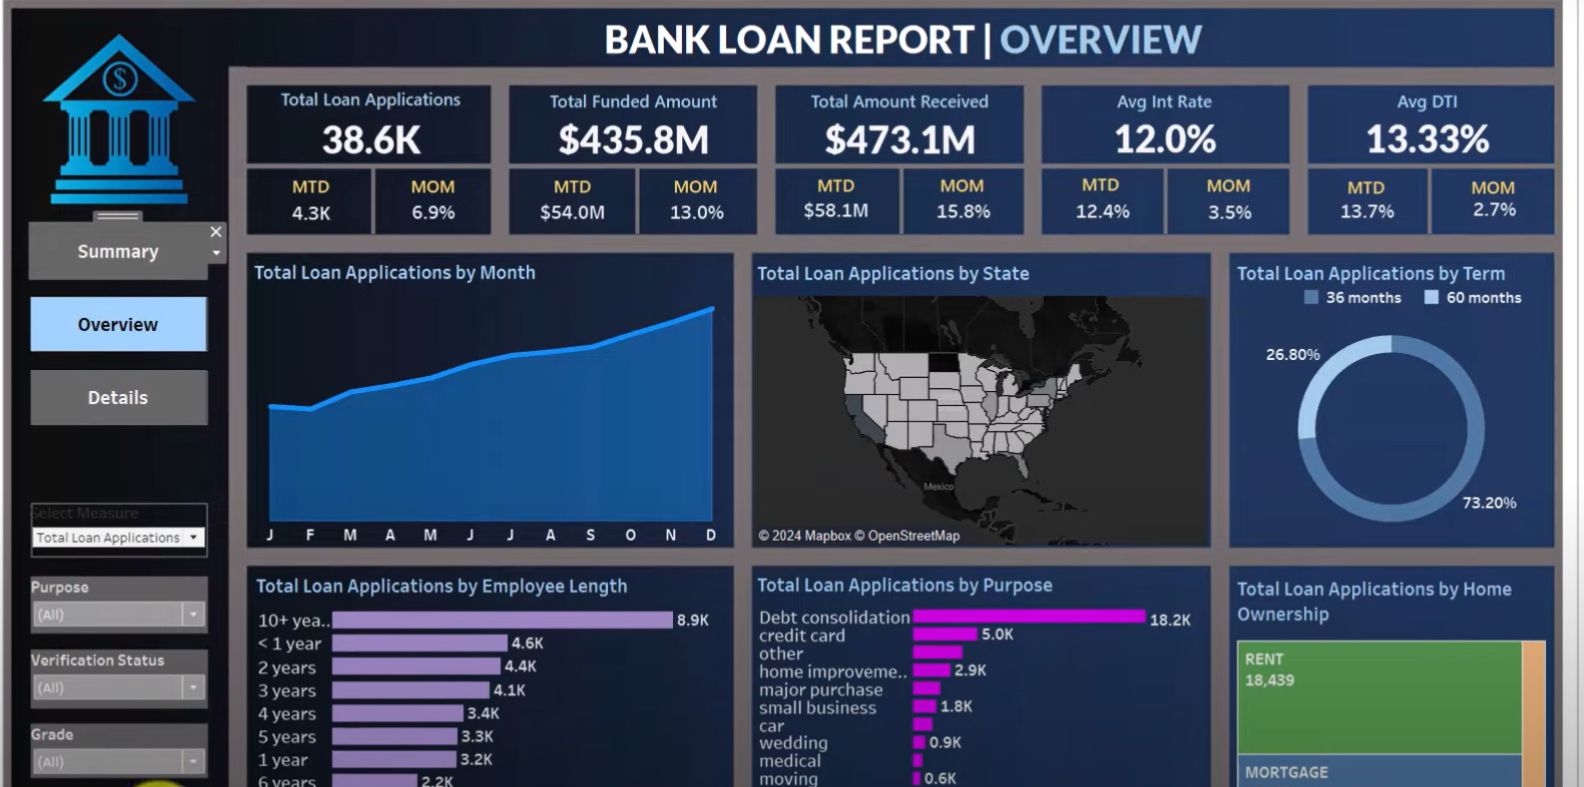 BANK LOAN REPORT | OVERVIEW
$
Total Loan Applications
38.6K
MTD
4.3K
MOM
6.9%
Total Funded Amount
$435.8M
MTD
$54.0M
MOM
13.0%
Total Amount Received
$473.1M
MTD
$58.1M
MOM
15.8%
Avg Int Rate
12.0%
MTD
12.4%
MOM
3.5%
Avg DTI
13.33%
MTD
13.7%
MOM
2.7%
Summary
Overview
Details
Select Measure
Total Loan Applications
Purpose
(All)
Verification Status
(All)
Grade
(All)
Total Loan Applications by Month
J F M A M J J A S O N D
Total Loan Applications by State
Mexico
© 2024 Mapbox © OpenStreetMap
Total Loan Applications by Term
36 months 60 months
26.80%
73.20%
Total Loan Applications by Employee Length
10+ yea.. 8.9K
< 1 year 4.6K
2 years 4.4K
3 years 4.1K
4 years 3.4K
5 years 3.3K
1 year 3.2K
6 years 2.2K
Total Loan Applications by Purpose
Debt consolidation 18.2K
credit card 5.0K
other
home improveme.. 2.9K
major purchase
small business 1.8K
car
wedding 0.9K
medical
moving 0.6K
Total Loan Applications by Home
Ownership
RENT
18,439
MORTGAGE